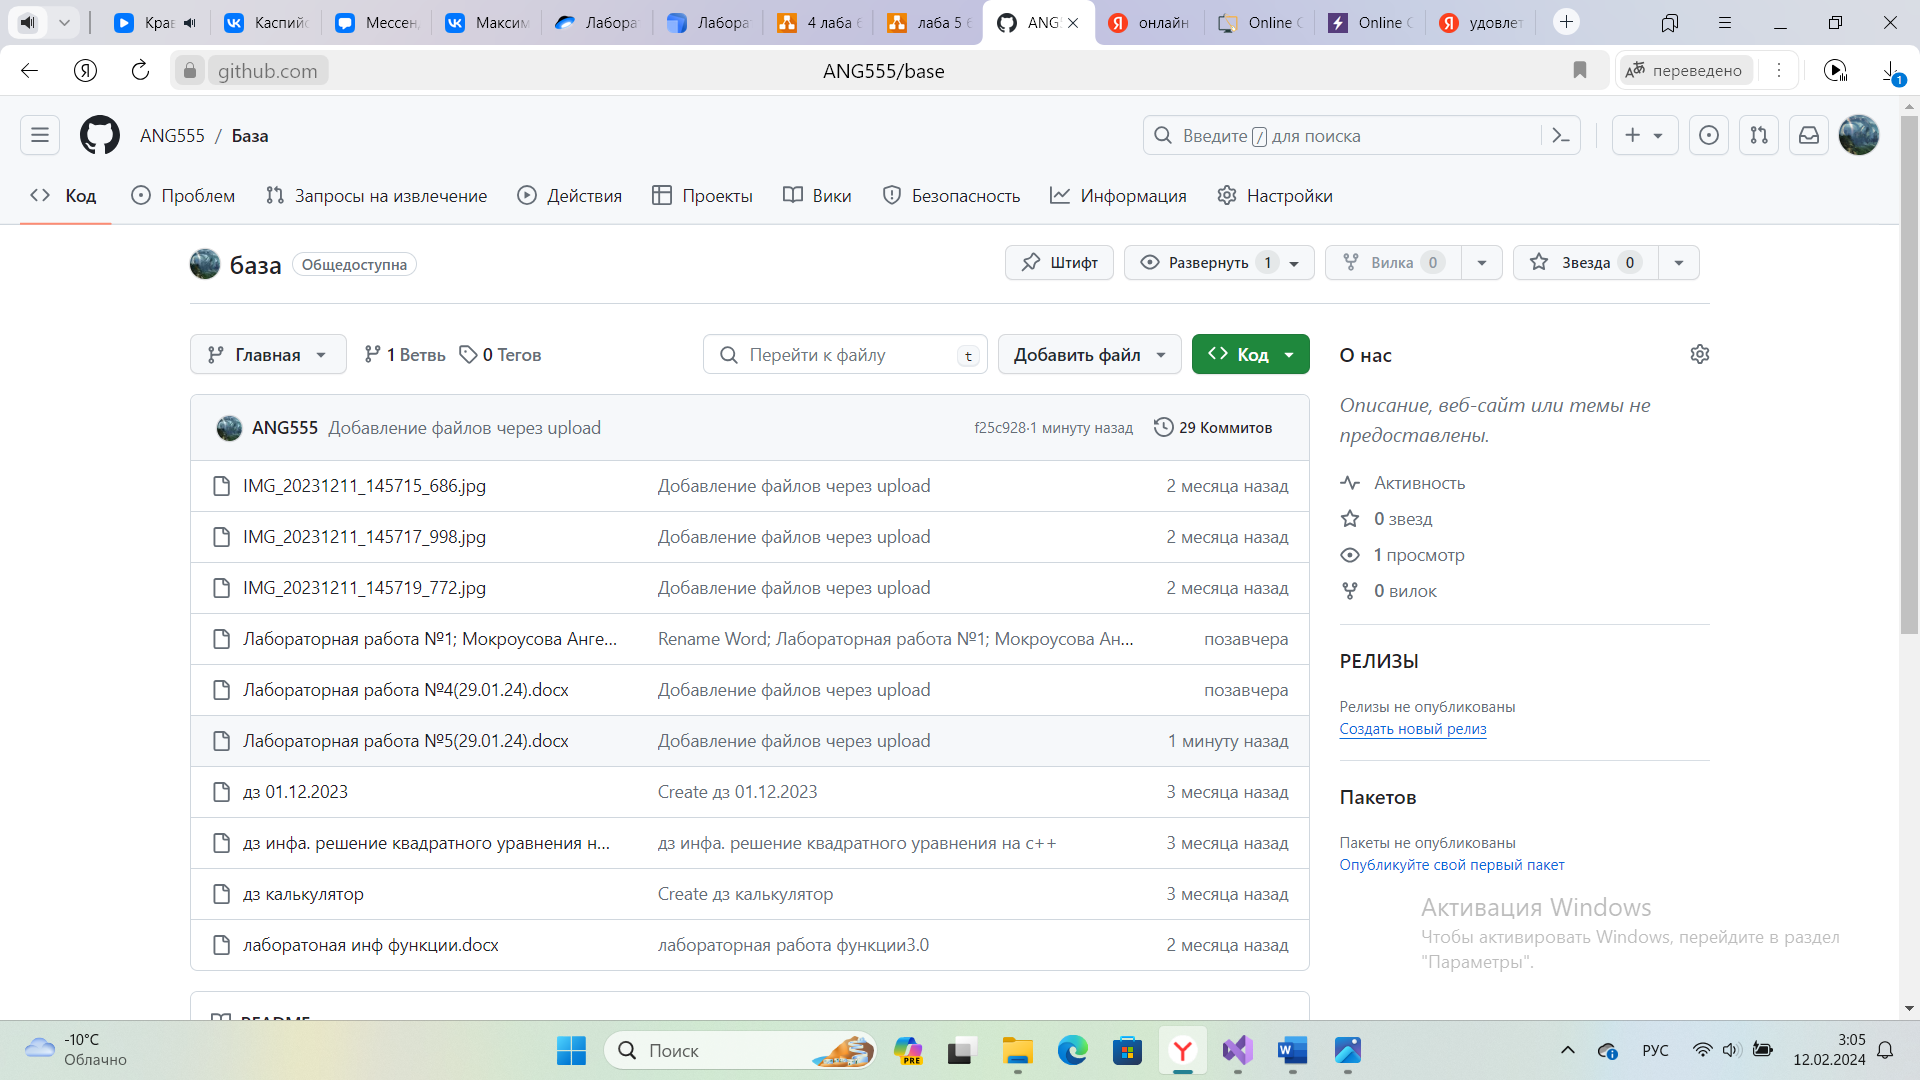 Крав
Каспийс
Мессен,
Максим
Лабора
Лабора
4 лаба б
лаба 5 б
ANG
онлайн
Online C
Online C
удовлет
github.com
ANG555/base
переведено
1
ANG555 / База
Введите / для поиска
Код
Проблем
Запросы на извлечение
Действия
Проекты
Вики
Безопасность
Информация
Настройки
база
Общедоступна
Штифт
Развернуть 1
Вилка 0
Звезда 0
Главная
1 Ветвь
0 Тегов
Перейти к файлу t
Добавить файл
Код
ANG555 Добавление файлов через upload f25c928·1 минуту назад 29 Коммитов
IMG_20231211_145715_686.jpg Добавление файлов через upload 2 месяца назад
IMG_20231211_145717_998.jpg Добавление файлов через upload 2 месяца назад
IMG_20231211_145719_772.jpg Добавление файлов через upload 2 месяца назад
Лабораторная работа №1; Мокроусова Анге... Rename Word; Лабораторная работа №1; Мокроусова Ан... позавчера
Лабораторная работа №4(29.01.24).docx Добавление файлов через upload позавчера
Лабораторная работа №5(29.01.24).docx Добавление файлов через upload 1 минуту назад
дз 01.12.2023 Create дз 01.12.2023 3 месяца назад
дз инфа. решение квадратного уравнения н... дз инфа. решение квадратного уравнения на с++ 3 месяца назад
дз калькулятор Create дз калькулятор 3 месяца назад
лаборатоная инф функции.docx лабораторная работа функции3.0 2 месяца назад
README
О нас
Описание, веб-сайт или темы не
предоставлены.
Активность
0 звезд
1 просмотр
0 вилок
РЕЛИЗЫ
Релизы не опубликованы
Создать новый релиз
Пакетов
Пакеты не опубликованы
Опубликуйте свой первый пакет
Активация Windows
Чтобы активировать Windows, перейдите в раздел
"Параметры".
-10°C
Облачно
Поиск
PRE
РУС
3:05
12.02.2024